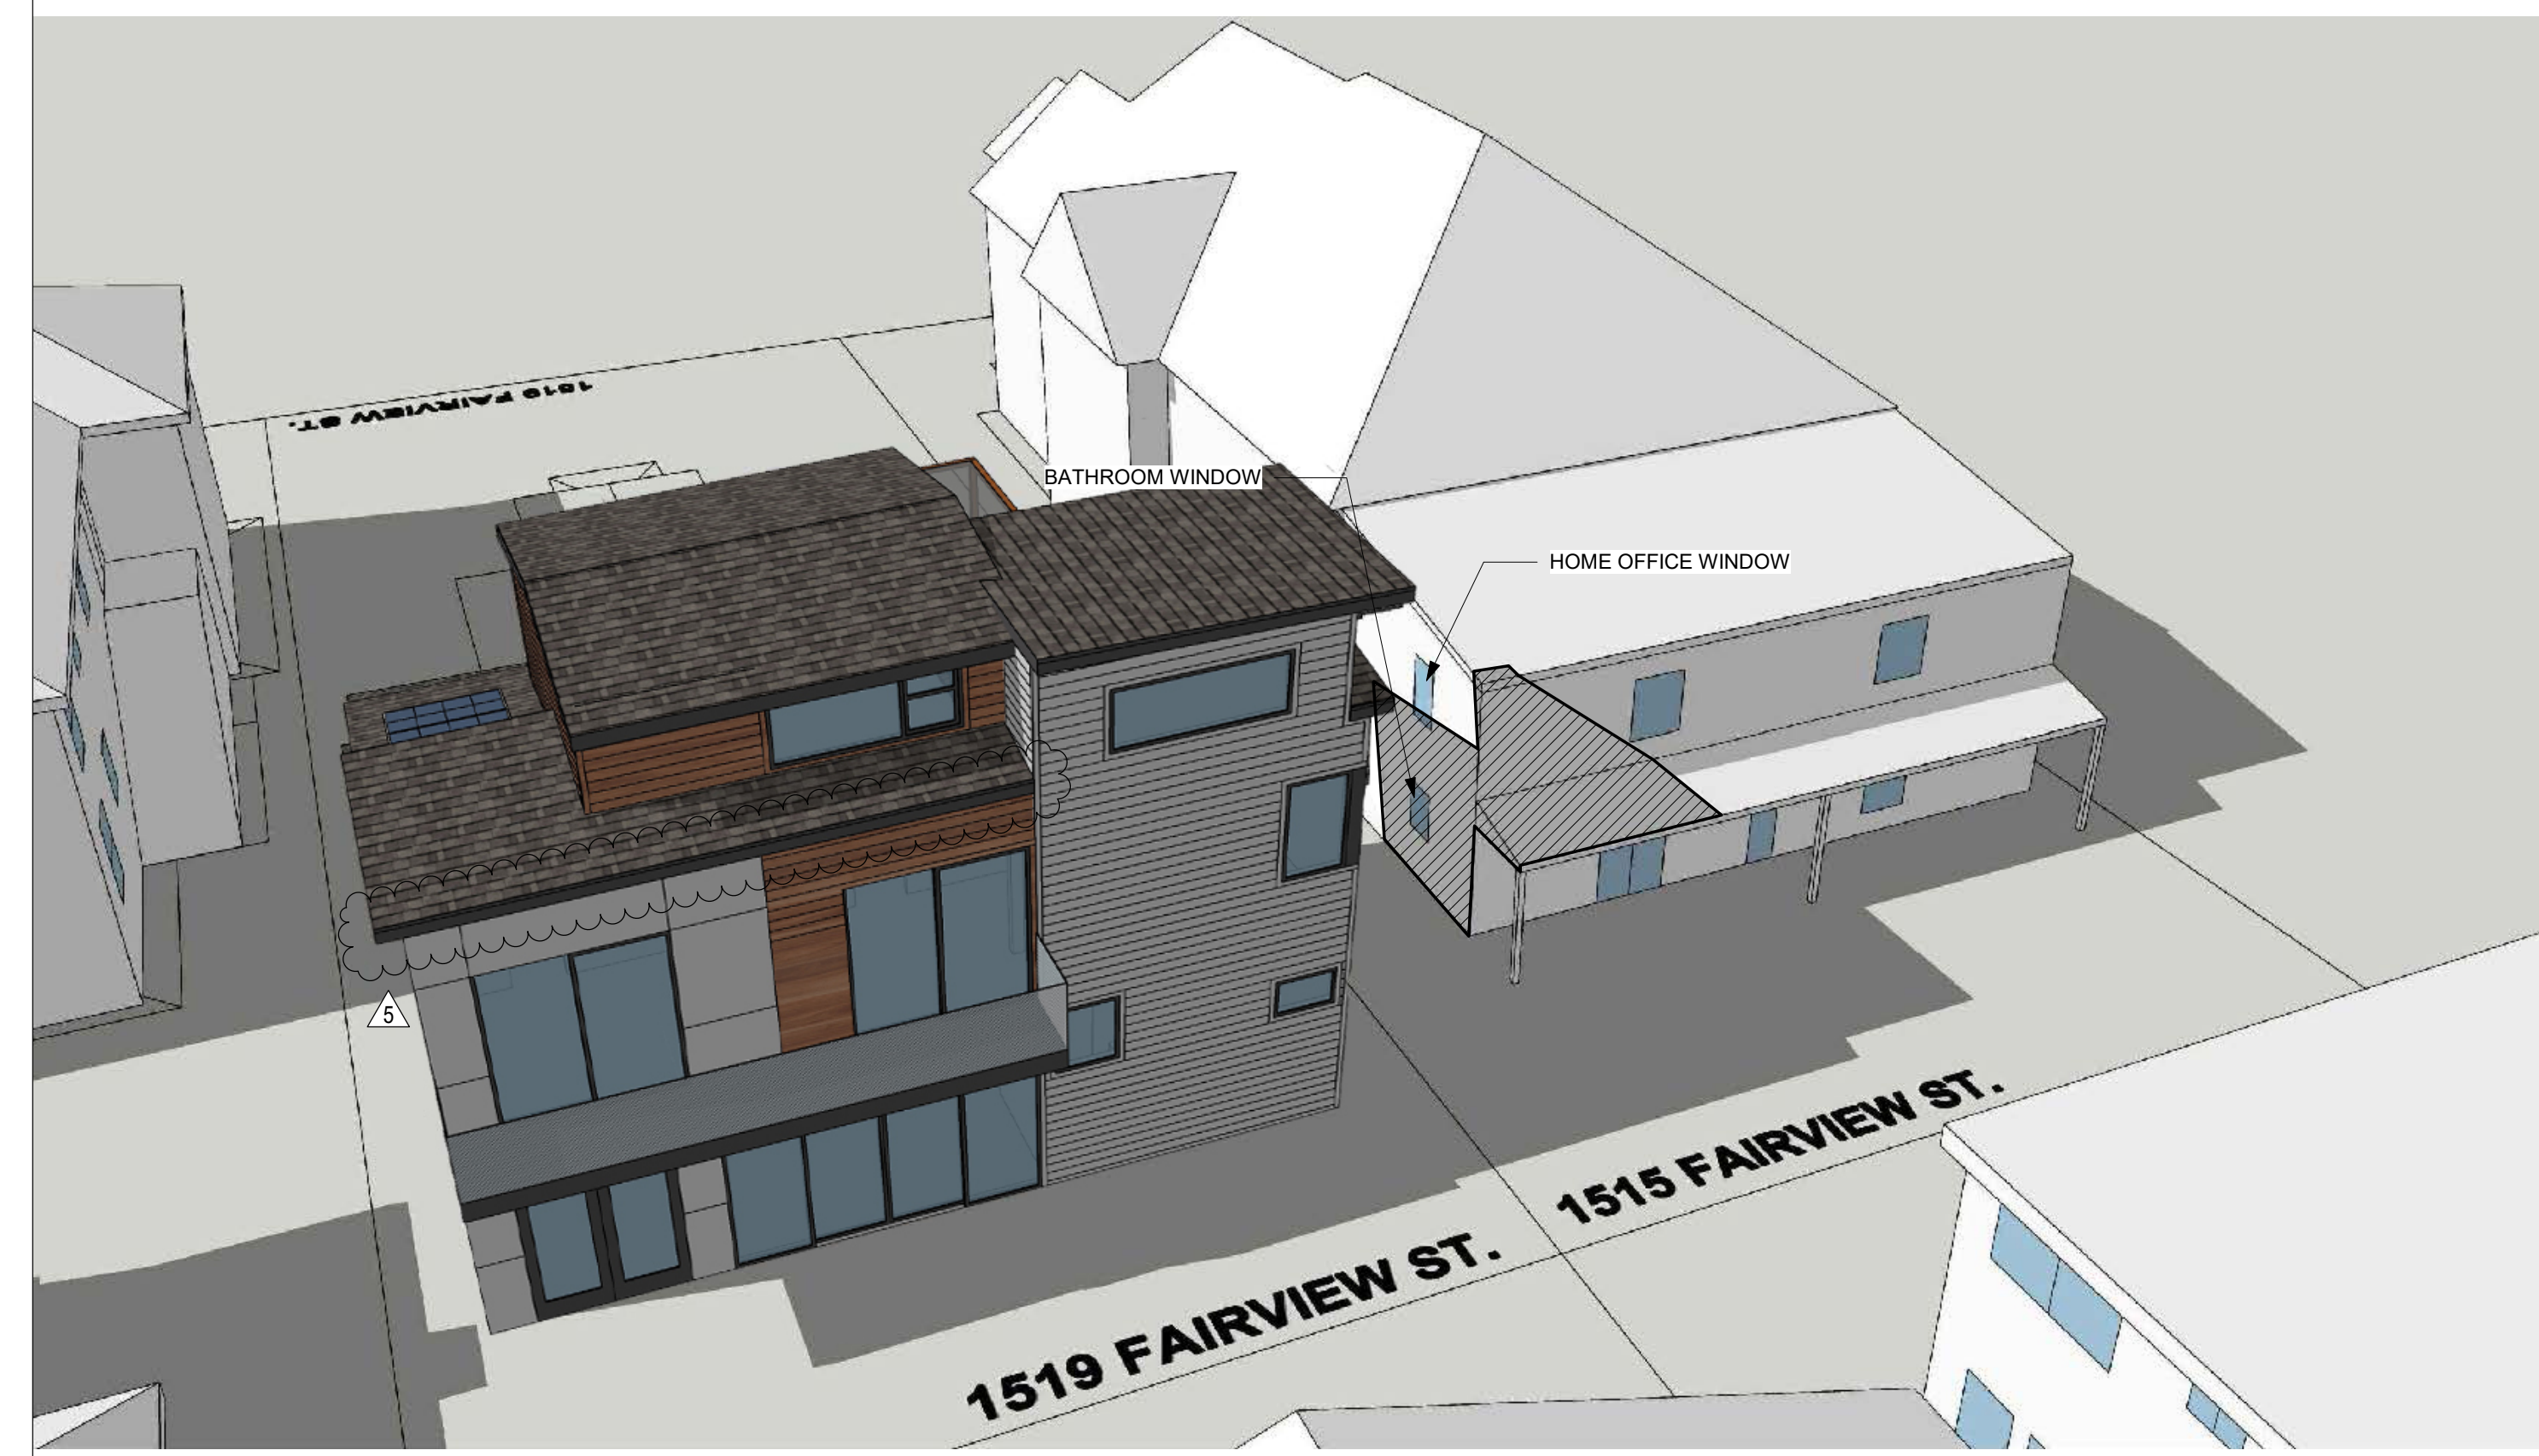 1519 FAIRVIEW ST.
BATHROOM WINDOW
HOME OFFICE WINDOW
5
1515 FAIRVIEW ST.
1519 FAIRVIEW ST.